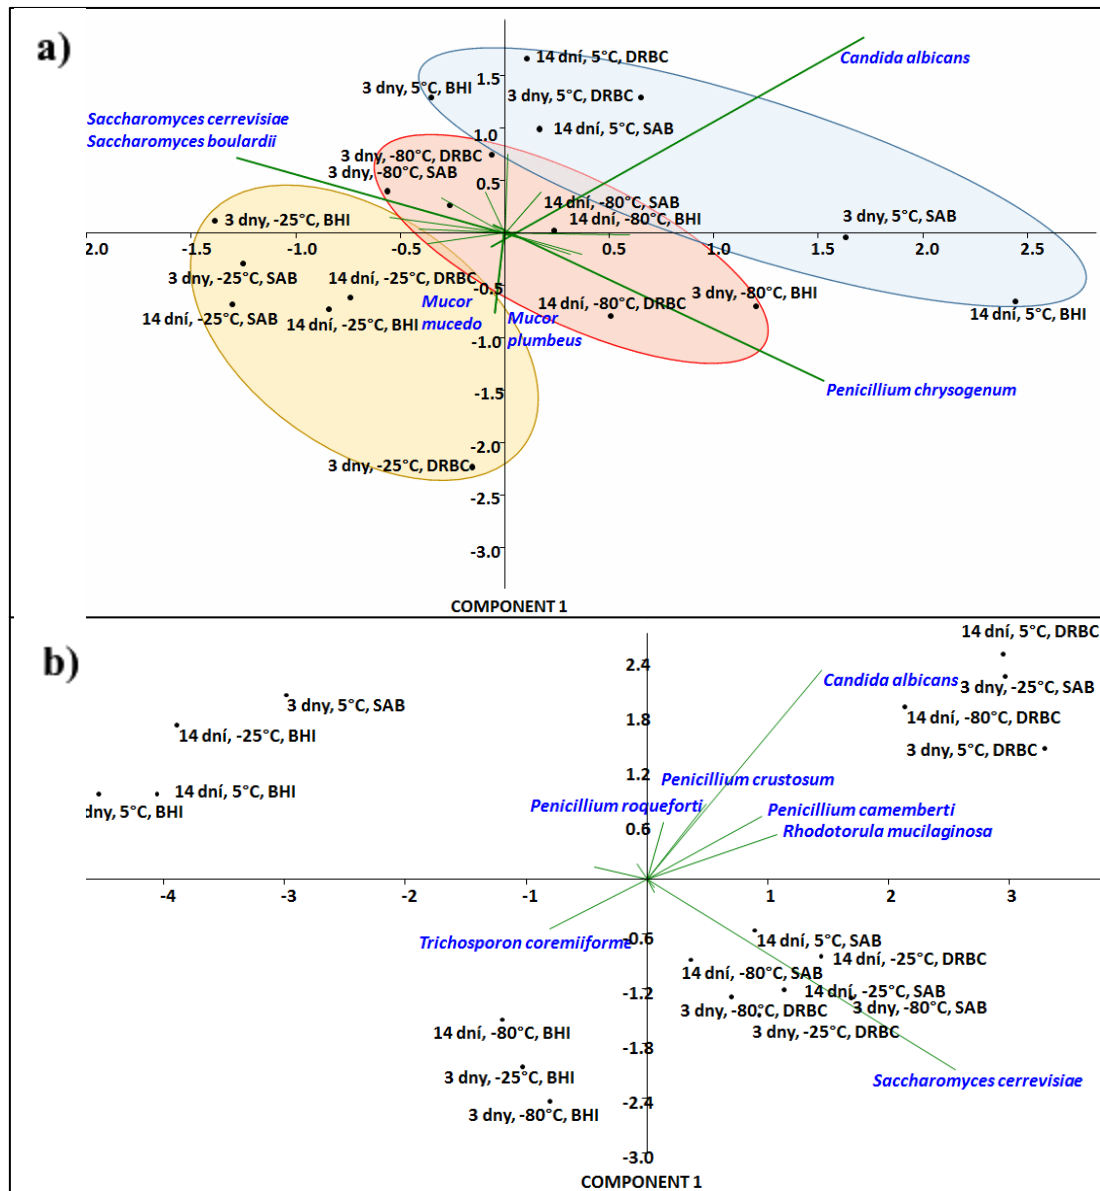 a)
14 dní, 5°C, DRBC
Candida albicans
1.5
3 dny, 5°C, BHI
3 dny, 5°C, DRBC
Saccharomyces cerrevisiae
1.0
14 dní, 5°C, SAB
Saccharomyces boulardii
3 dny, -80°C, DRBC
3 dny, -80°C, SAB
0.5
14 dní, -80°C, SAB
3 dny, -25°C, BHI
14 dní, -80°C, BHI
3 dny, 5°C, SAB
2.0 -1.5 -1.0 -0.5 0.5 1.0 1.5 2.0 2.5
3 dny, -25°C, SAB
14 dní, -25°C, DRBC
-0.5
3 dny, -80°C, BHI
Mucor
mucedo
14 dní, -80°C, DRBC
14 dní, 5°C, BHI
14 dní, -25°C, SAB
14 dní, -25°C, BHI
Mucor
plumbeus
-1.0
-1.5
Penicillium chrysogenum
-2.0
3 dny, -25°C, DRBC
-2.5
-3.0
COMPONENT 1
b)
14 dní, 5°C, DRBC
2.4
Candida albicans
3 dny, -25°C, SAB
3 dny, 5°C, SAB
14 dní, -80°C, DRBC
1.8
14 dní, -25°C, BHI
3 dny, 5°C, DRBC
1.2
Penicillium crustosum
14 dní, 5°C, BHI
dny, 5°C, BHI
Penicillium roqueforti
Penicillium camemberti
0.6
Rhodotorula mucilaginosa
-4 -3 -2 -1 1 2 3
Trichosporon coremiiforme
-0.6
14 dní, 5°C, SAB
14 dní, -25°C, DRBC
14 dní, -80°C, SAB
-1.2
14 dní, -25°C, SAB
3 dny, -80°C, DRBC
3 dny, -80°C, SAB
14 dní, -80°C, BHI
3 dny, -25°C, DRBC
-1.8
3 dny, -25°C, BHI
Saccharomyces cerrevisiae
-2.4
3 dny, -80°C, BHI
-3.0
COMPONENT 1